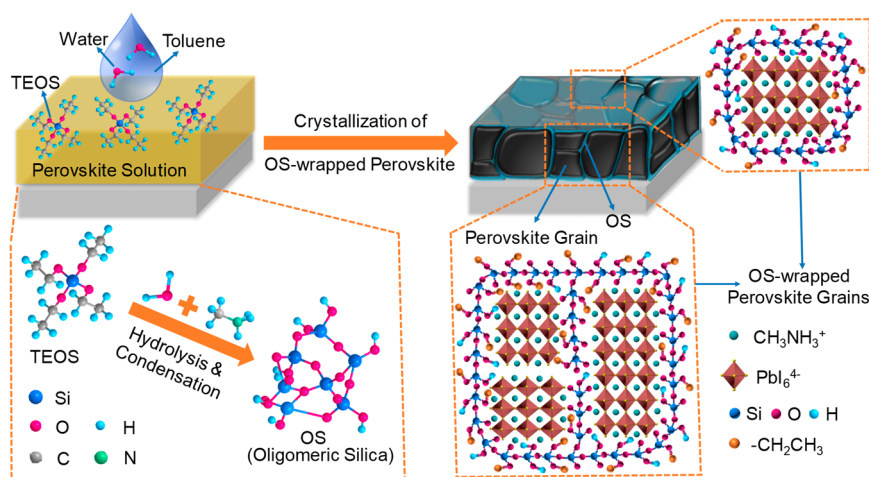 Water
Toluene
TEOS
Perovskite Solution
Crystallization of
OS-wrapped Perovskite
OS
Perovskite Grain
TEOS
Hydrolysis &
Condensation
OS
(Oligomeric Silica)
Si
O
H
C
N
OS-wrapped
Perovskite Grains
CH₃NH₃⁺
PbI₆⁴⁻
Si O H
-CH₂CH₃